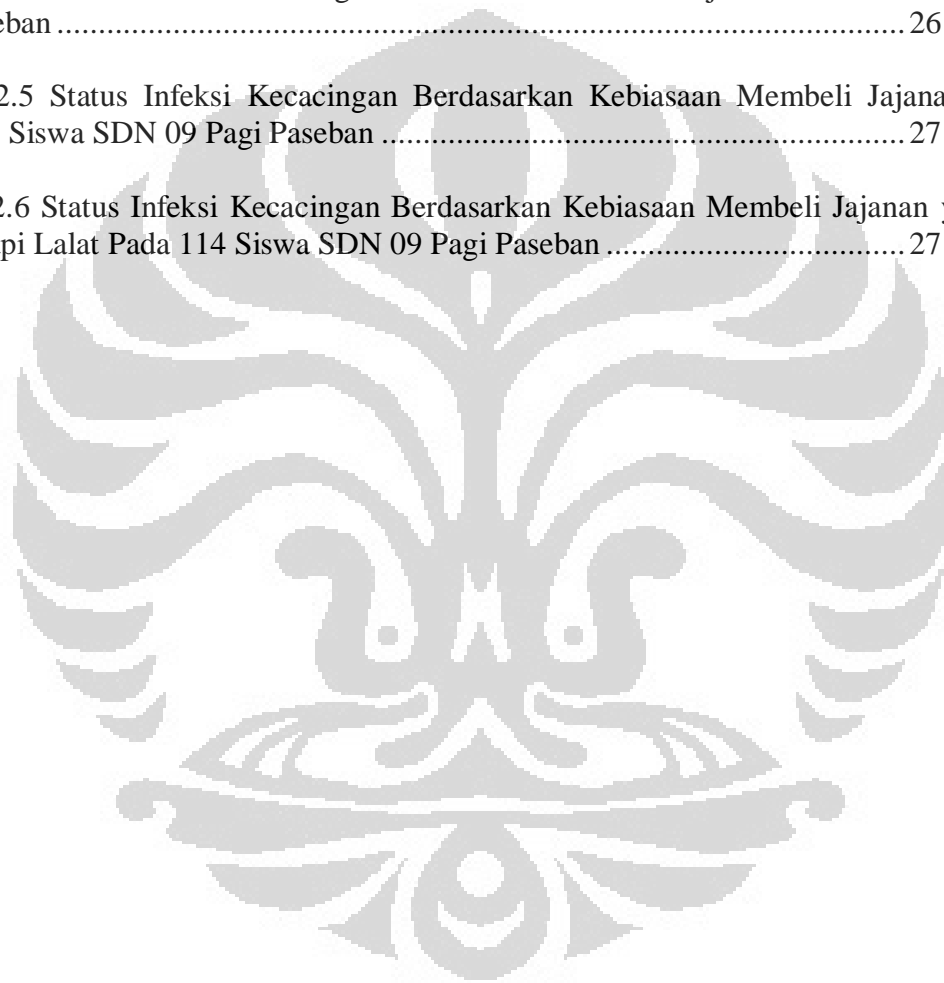 eban ........................................................................................................ 26
2.5 Status Infeksi Kecacingan Berdasarkan Kebiasaan Membeli Jajana
Siswa SDN 09 Pagi Paseban ................................................................ 27
2.6 Status Infeksi Kecacingan Berdasarkan Kebiasaan Membeli Jajanan y
pi Lalat Pada 114 Siswa SDN 09 Pagi Paseban .................................... 27